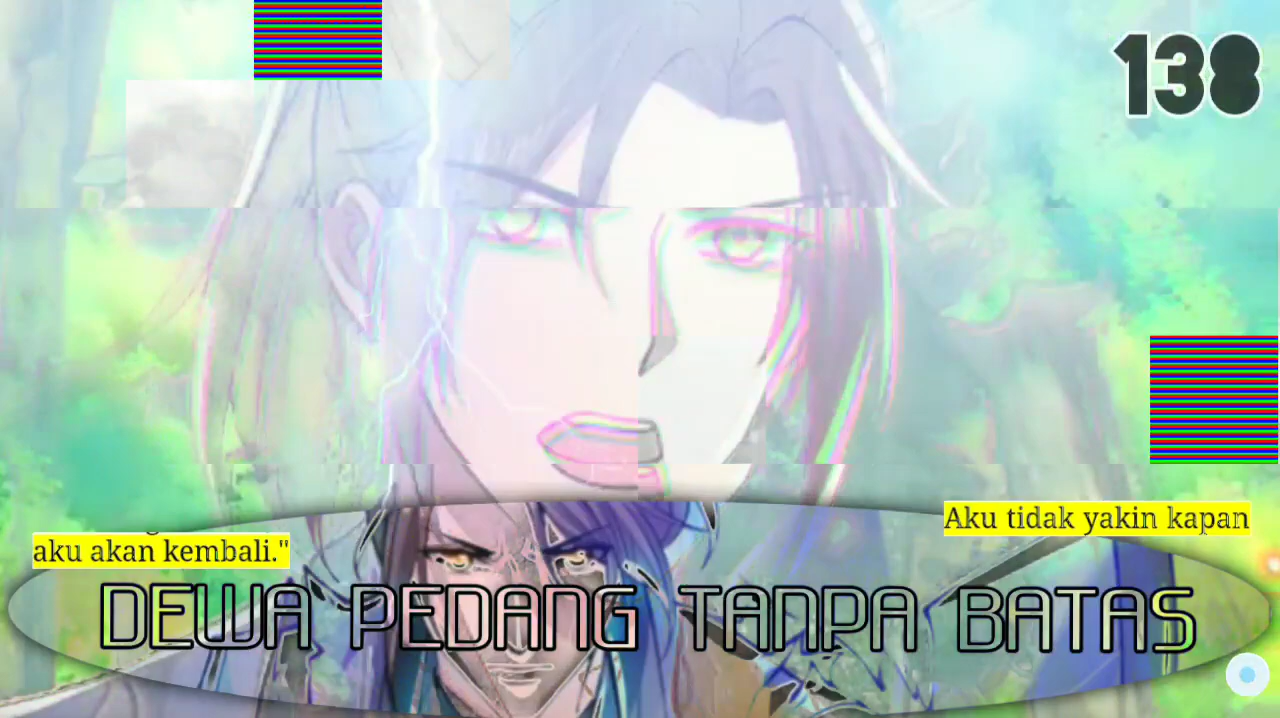 138
Aku tidak yakin kapan
aku akan kembali."
DEWA PEDANG TANPA BATAS